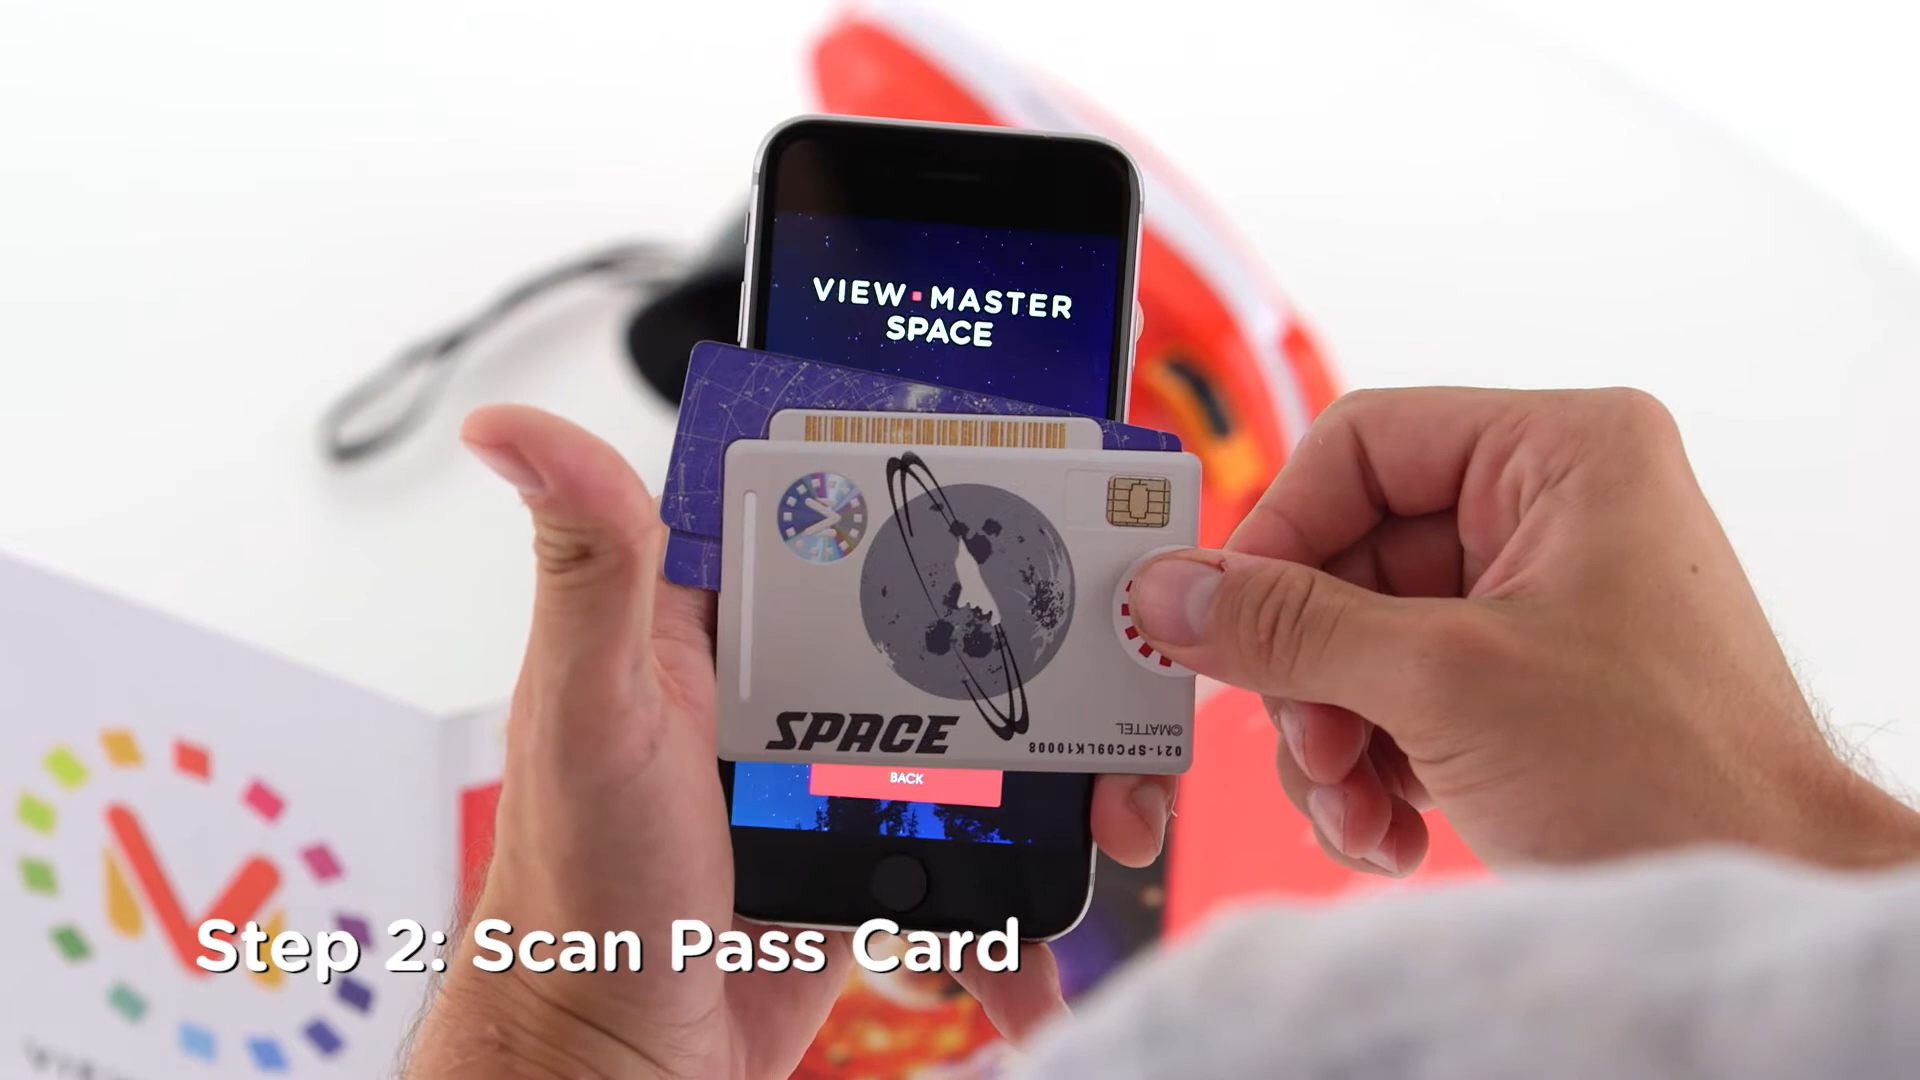 VIEW·MASTER
SPACE
SPACE
©MATTEL
021-SPC09LK10008
BACK
Step 2: Scan Pass Card